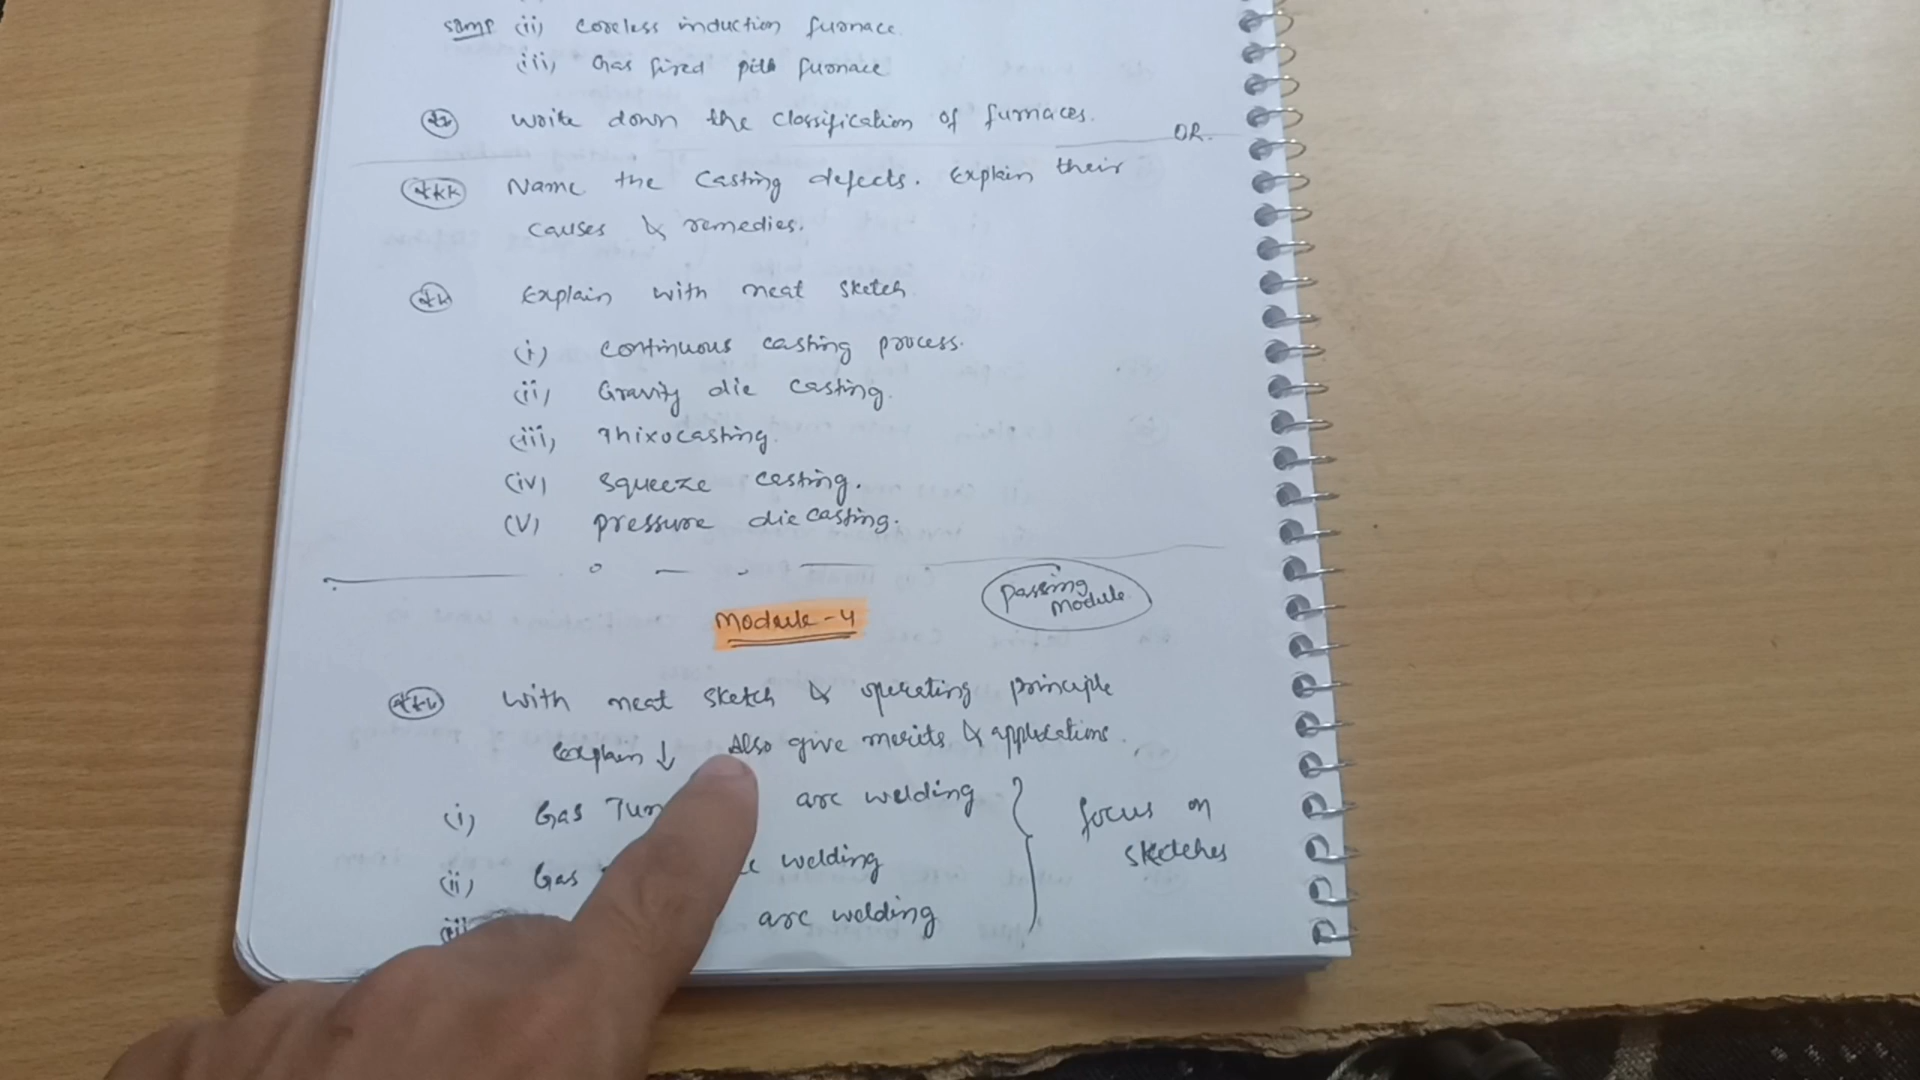 same (ii) Coreless induction furnace
(iii) Gas fired furnace
** Write down the classification of furnaces.
OR.
*** Name the Casting defects. Explain their
causes & remedies.
** Explain with neat sketch
(i) continuous casting process.
(ii) Gravity die casting.
(iii) Thixocasting.
(iv) squeeze casting.
(v) pressure die casting.
Module-4
passing
module
*** With neat sketch & operating principle
explain ↓ Also give merits & applications.
(i) Gas arc welding
(ii) Gas welding
arc welding
focus on
sketches